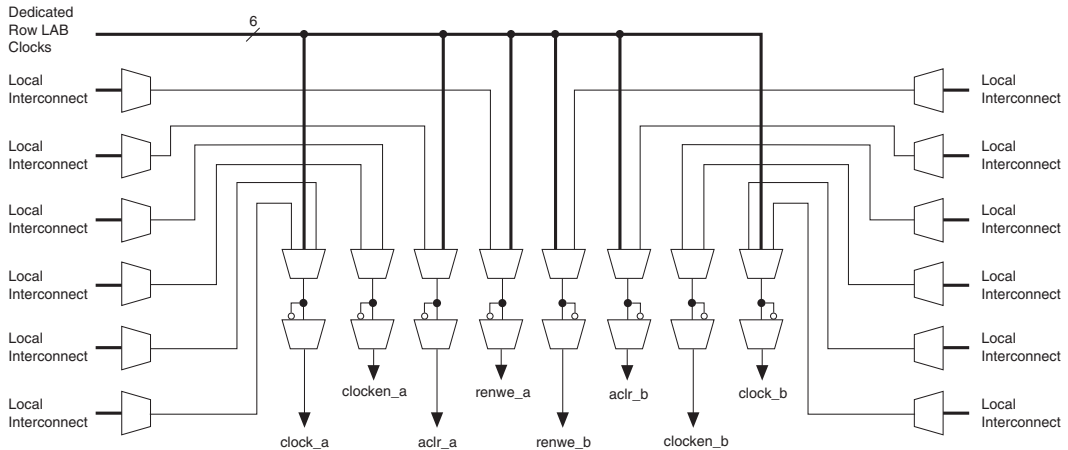 Dedicated
Row LAB
Clocks
6
Local
Interconnect
Local
Interconnect
Local
Interconnect
Local
Interconnect
Local
Interconnect
Local
Interconnect
Local
Interconnect
Local
Interconnect
Local
Interconnect
Local
Interconnect
Local
Interconnect
Local
Interconnect
clocken_a
renwe_a
aclr_b
clock_b
clock_a
aclr_a
renwe_b
clocken_b